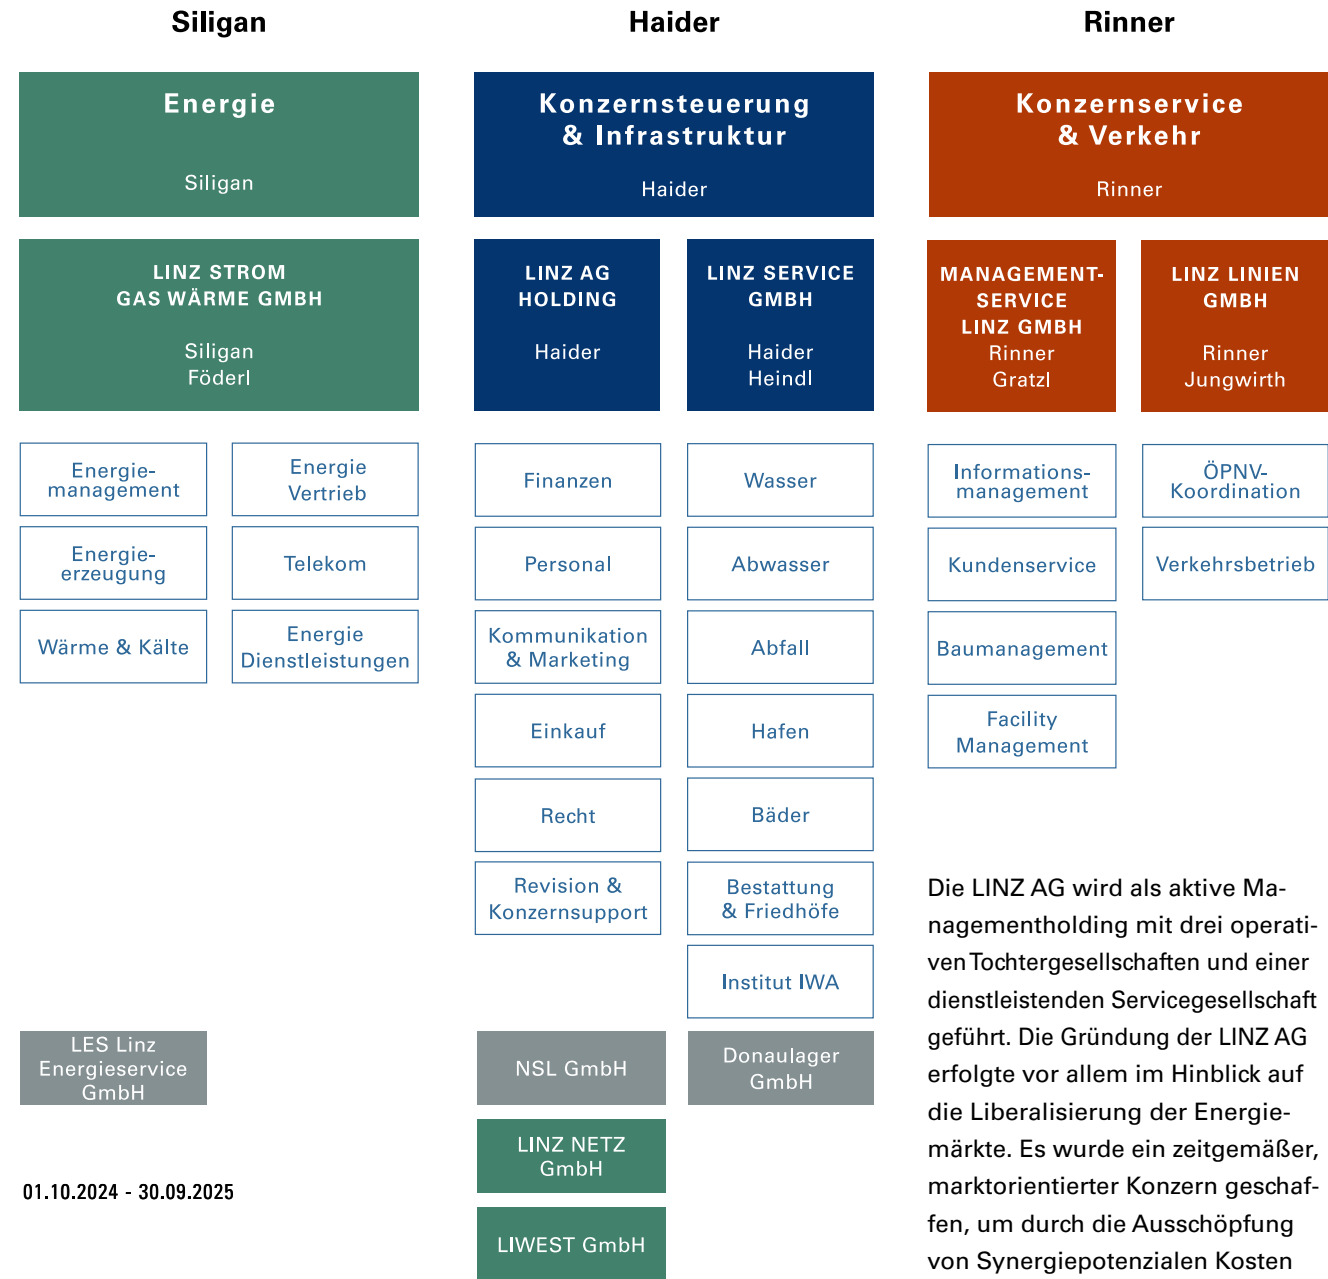 Siligan
Haider
Rinner
Energie
Siligan
Konzernsteuerung
& Infrastruktur
Haider
Konzernservice
& Verkehr
Rinner
LINZ STROM
GAS WÄRME GMBH
Siligan
Föderl
LINZ AG
HOLDING
Haider
LINZ SERVICE
GMBH
Haider
Heindl
MANAGEMENT-
SERVICE
LINZ GMBH
Rinner
Gratzl
LINZ LINIEN
GMBH
Rinner
Jungwirth
Energie-
management
Energie-
erzeugung
Wärme & Kälte
Energie
Vertrieb
Telekom
Energie
Dienstleistungen
Finanzen
Personal
Kommunikation
& Marketing
Einkauf
Recht
Revision &
Konzernsupport
Wasser
Abwasser
Abfall
Hafen
Bäder
Bestattung
& Friedhöfe
Institut IWA
Informations-
management
Kundenservice
Baumanagement
Facility
Management
ÖPNV-
Koordination
Verkehrsbetrieb
LES Linz
Energieservice
GmbH
NSL GmbH
Donaulager
GmbH
LINZ NETZ
GmbH
LIWEST GmbH
01.10.2024 - 30.09.2025
Die LINZ AG wird als aktive Ma-
nagementholding mit drei operati-
ven Tochtergesellschaften und einer
dienstleistenden Servicegesellschaft
geführt. Die Gründung der LINZ AG
erfolgte vor allem im Hinblick auf
die Liberalisierung der Energie-
märkte. Es wurde ein zeitgemäßer,
marktorientierter Konzern geschaf-
fen, um durch die Ausschöpfung
von Synergiepotenzialen Kosten